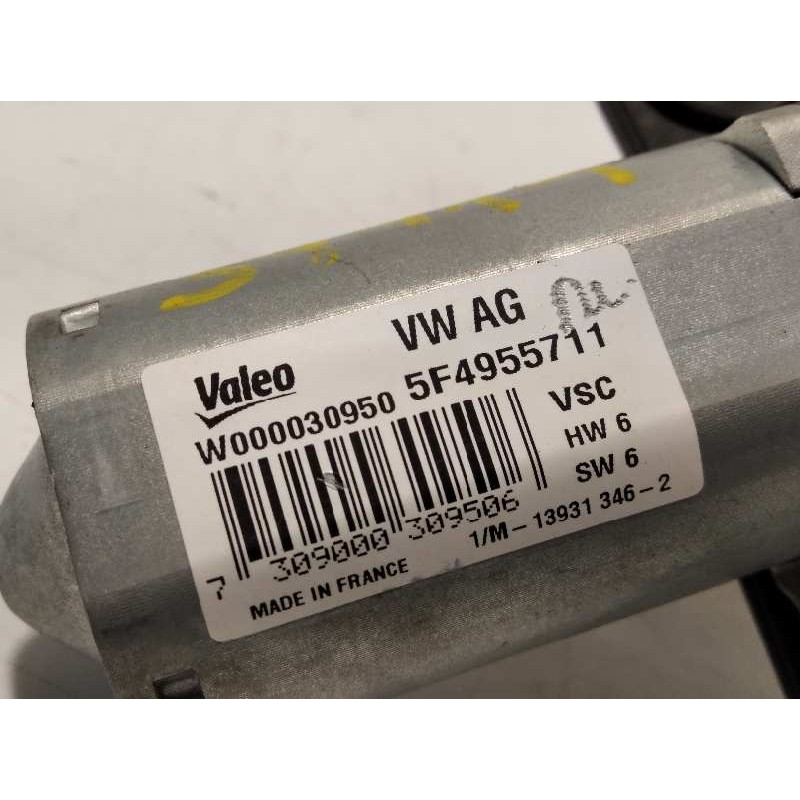 VW AG
Valeo
W000030950 5F4955711
VSC
HW 6
SW 6
7 309000 309506
1/M-13931 346-2
MADE IN FRANCE